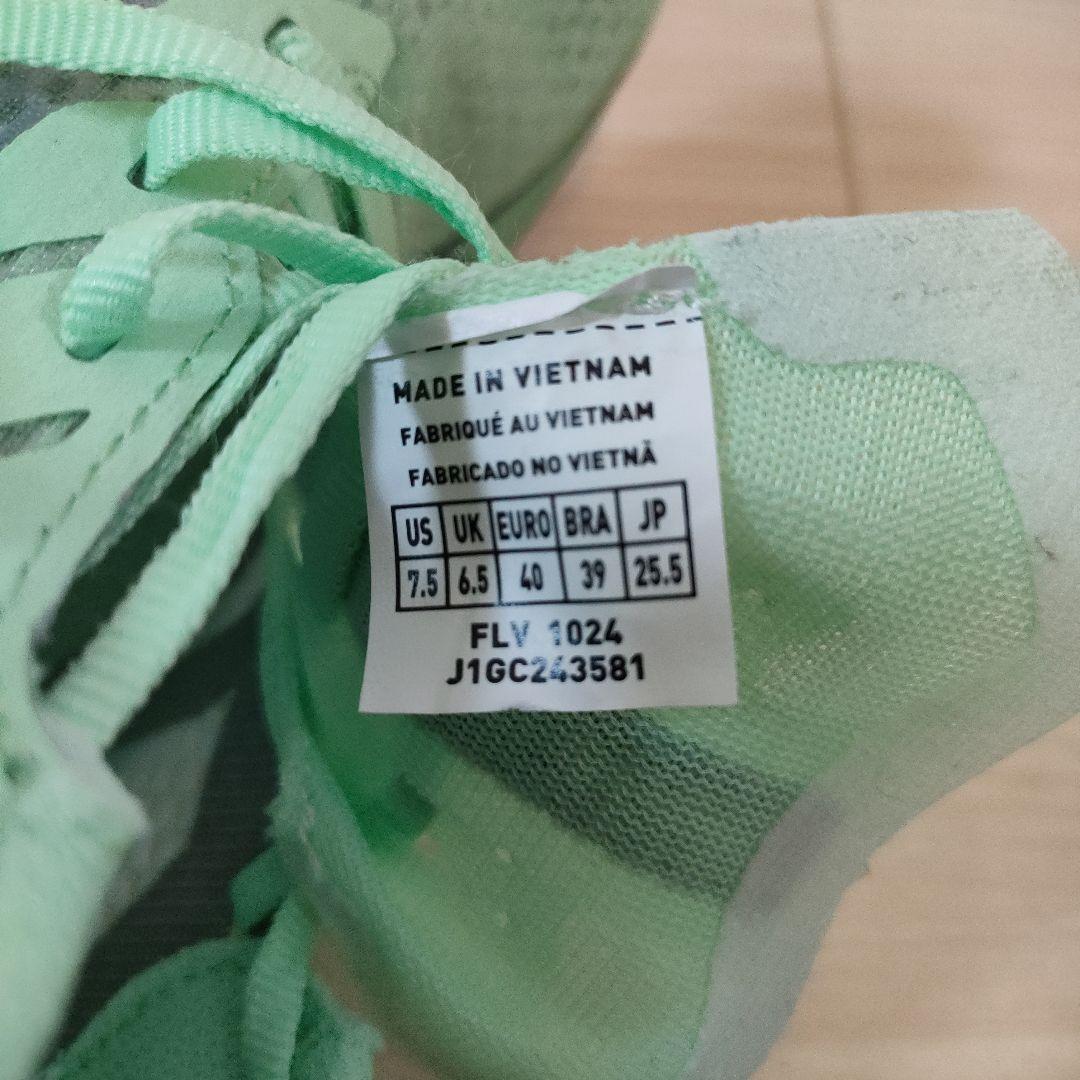 MADE IN VIETNAM
FABRIQUÉ AU VIETNAM
FABRICADO NO VIETNÃ
US UK EURO BRA JP
7.5 6.5 40 39 25.5
FLV 1024
J1GC243581